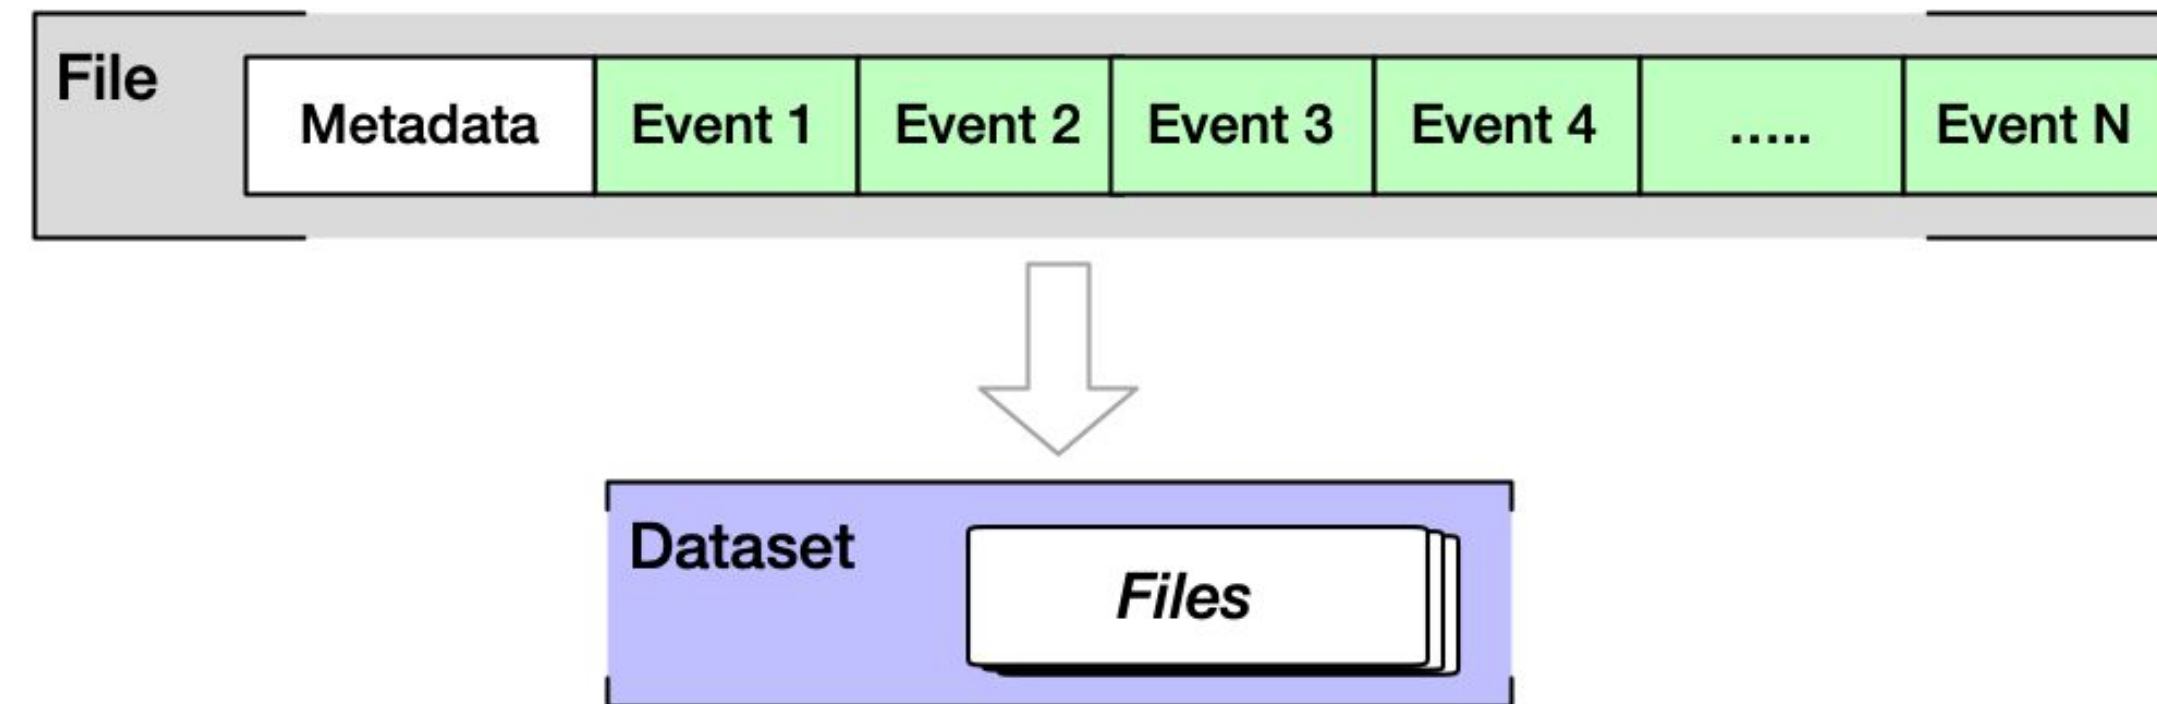 File
Metadata Event 1 Event 2 Event 3 Event 4 ..... Event N
Dataset
Files